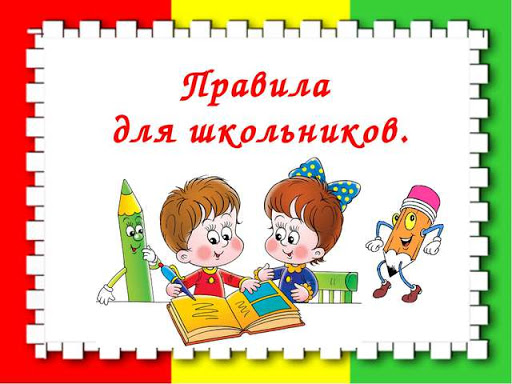 Правила
для школьников.